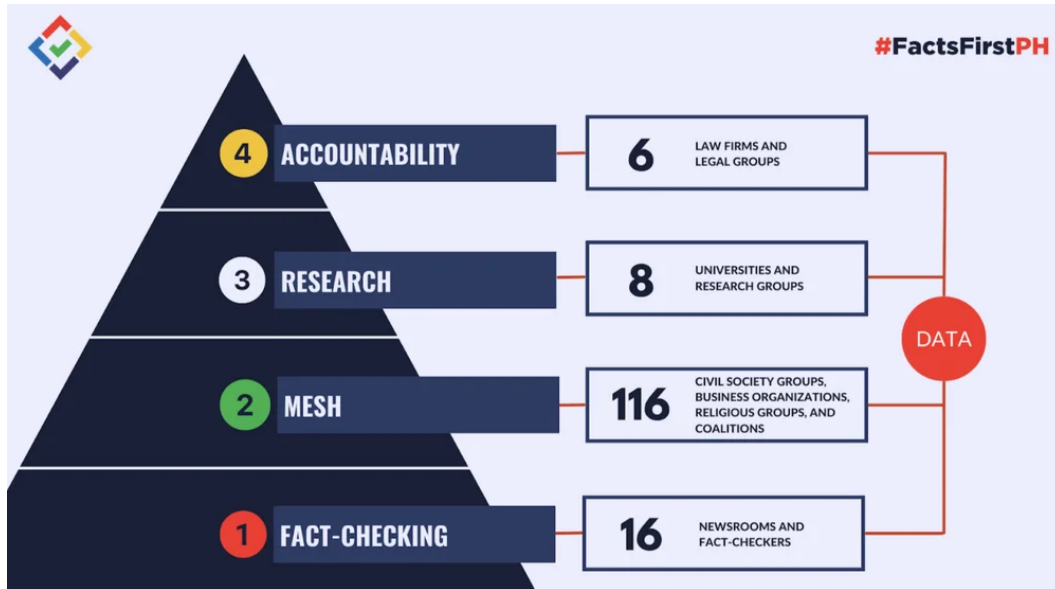 #FactsFirstPH
4 ACCOUNTABILITY
6
LAW FIRMS AND
LEGAL GROUPS
3 RESEARCH
8
UNIVERSITIES AND
RESEARCH GROUPS
DATA
2 MESH
116
CIVIL SOCIETY GROUPS,
BUSINESS ORGANIZATIONS,
RELIGIOUS GROUPS, AND
COALITIONS
1 FACT-CHECKING
16
NEWSROOMS AND
FACT-CHECKERS